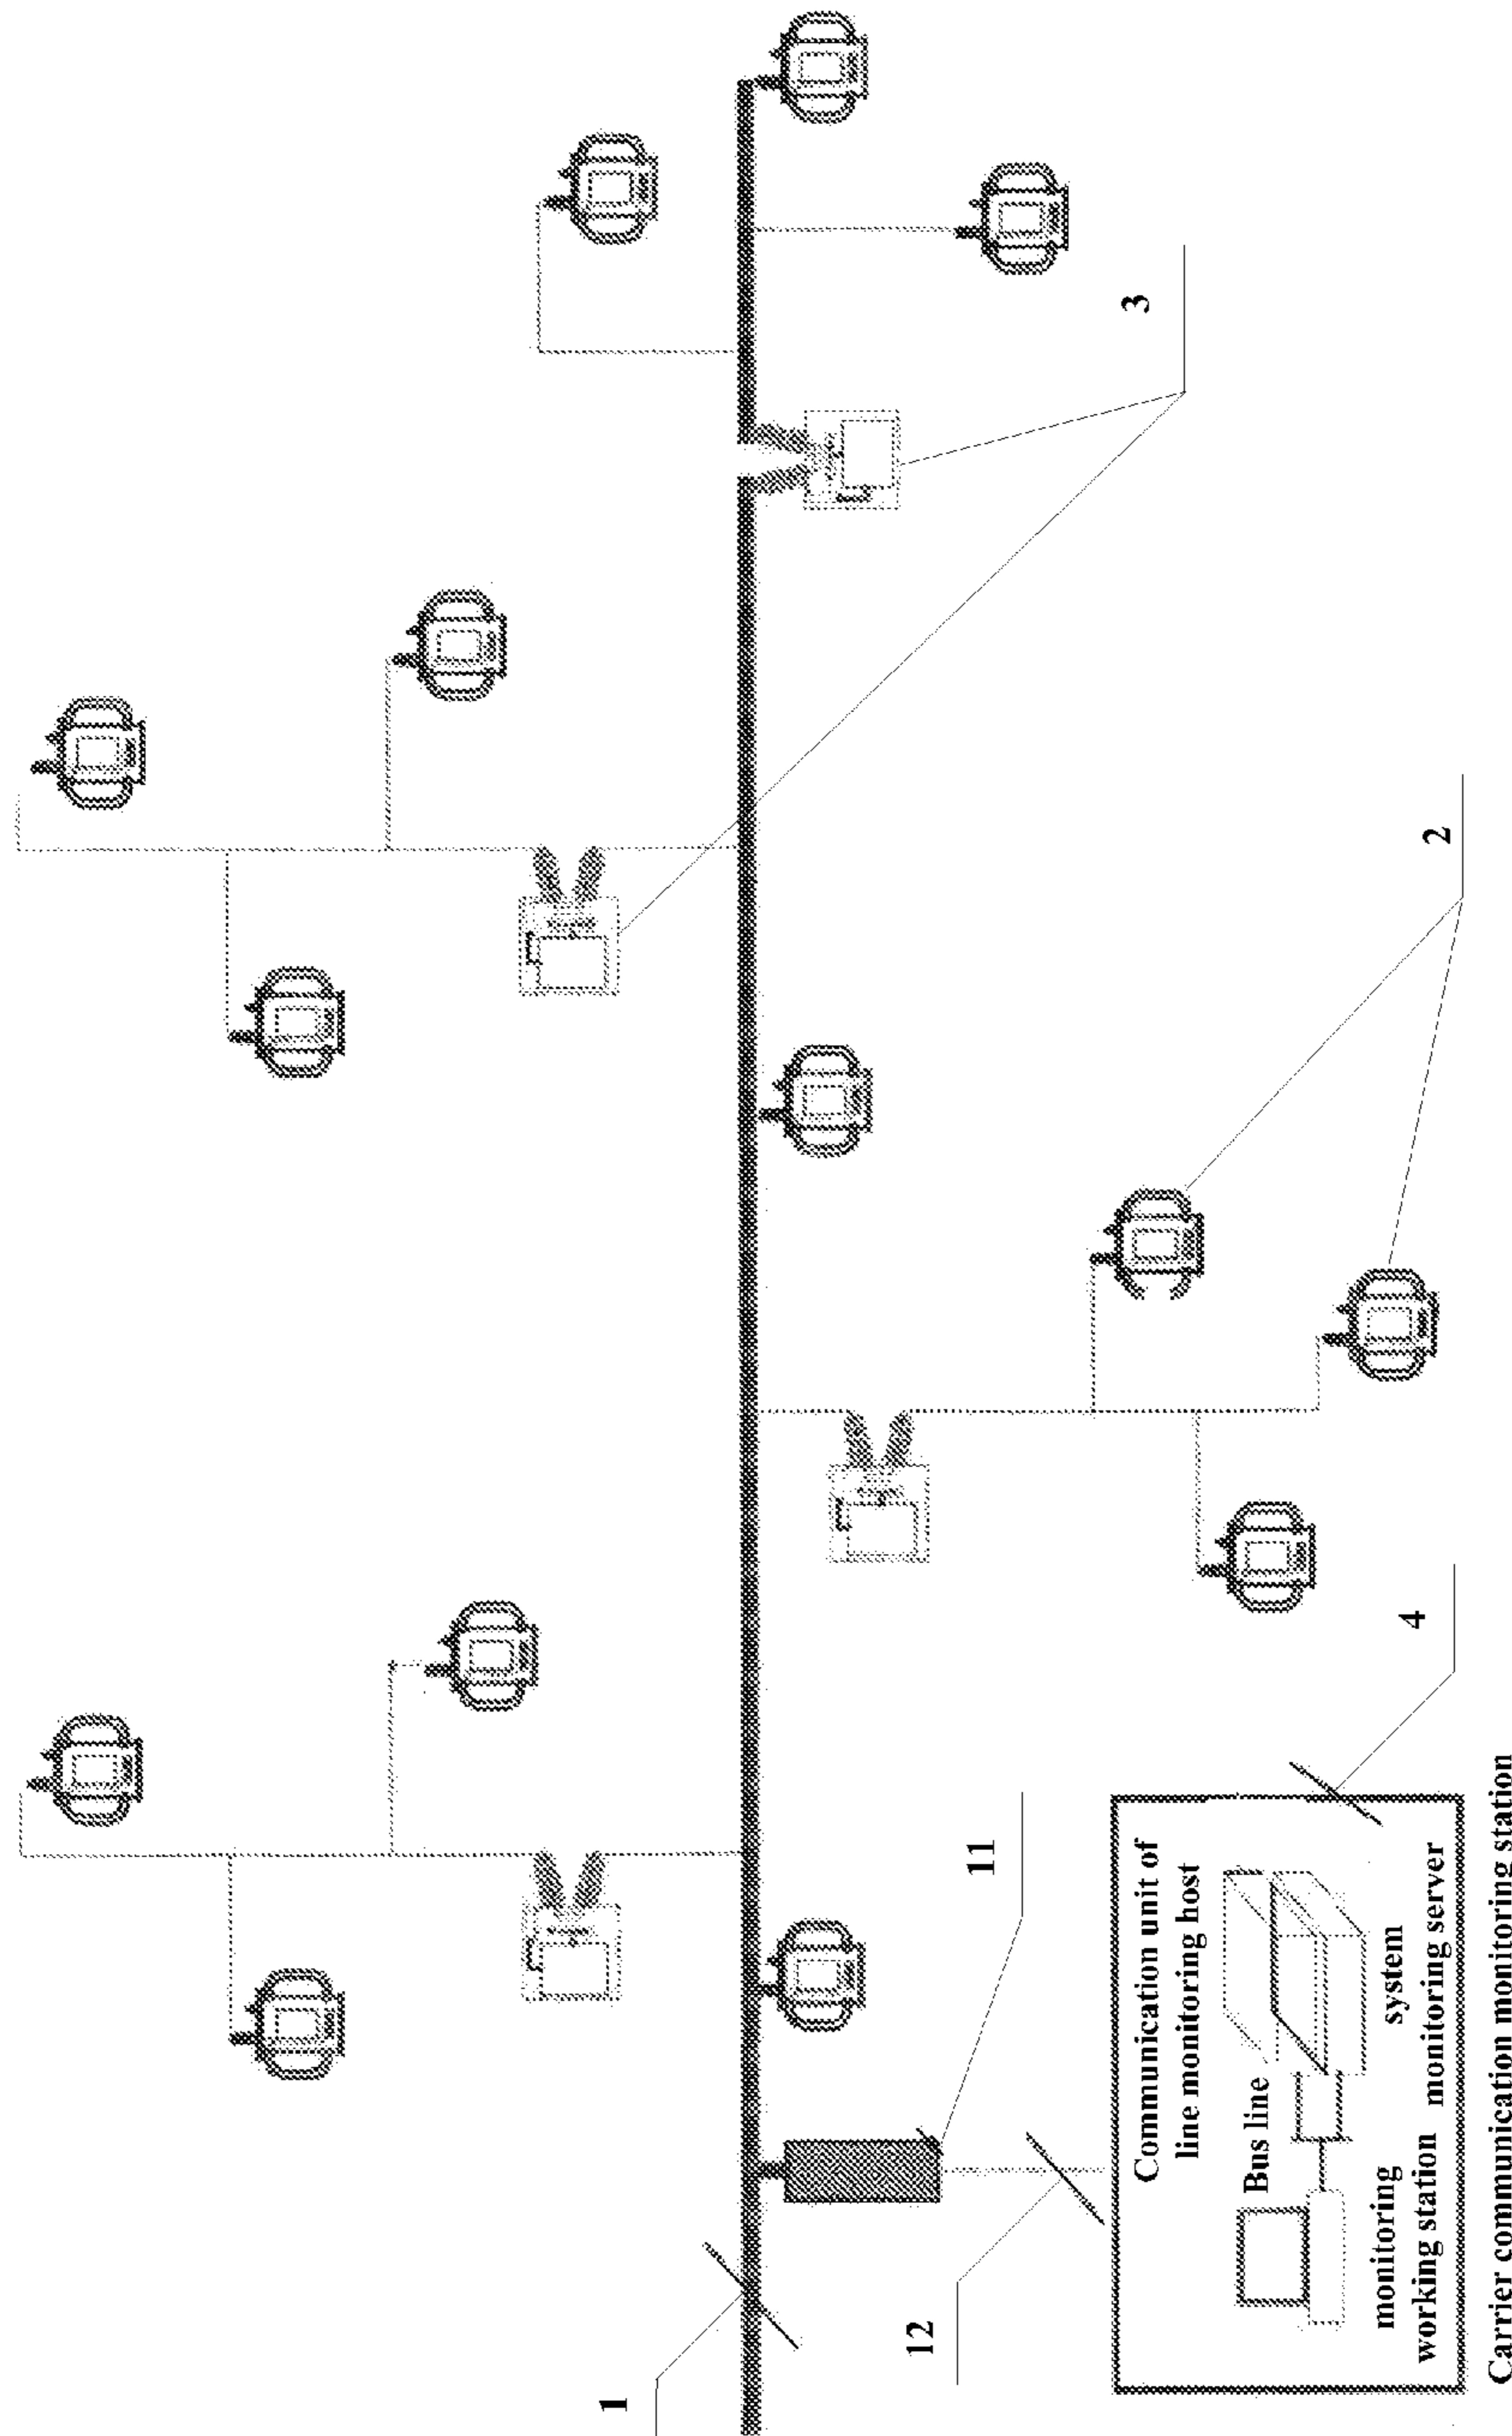 3
2
11
4
1
12
Communication unit of
line monitoring host
Bus line
system
monitoring
working station
monitoring server
Carrier communication monitoring station